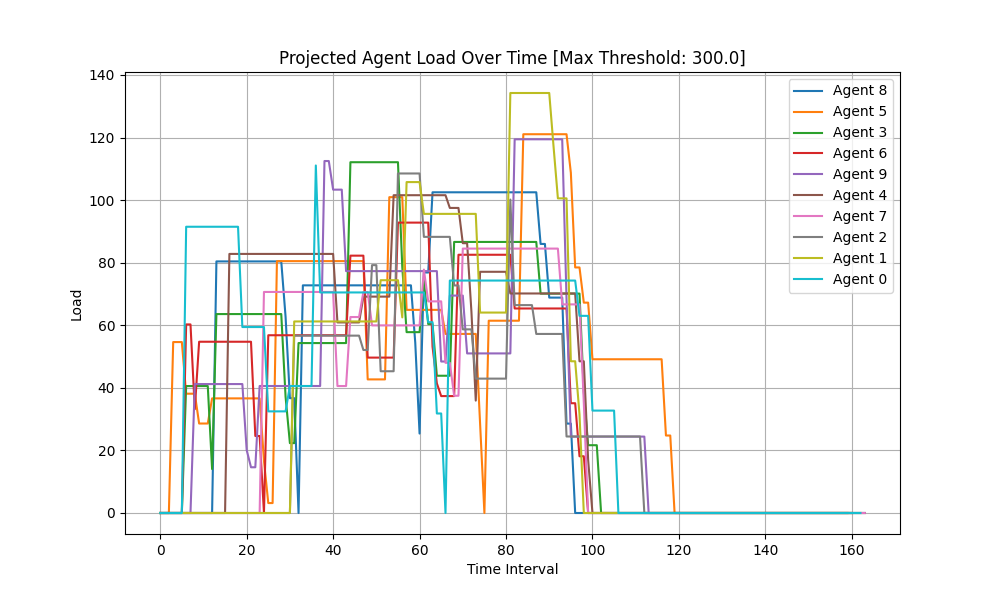 Projected Agent Load Over Time [Max Threshold: 300.0]
140
120
100
80
60
40
20
0
Load
0 20 40 60 80 100 120 140 160
Time Interval
Agent 8
Agent 5
Agent 3
Agent 6
Agent 9
Agent 4
Agent 7
Agent 2
Agent 1
Agent 0